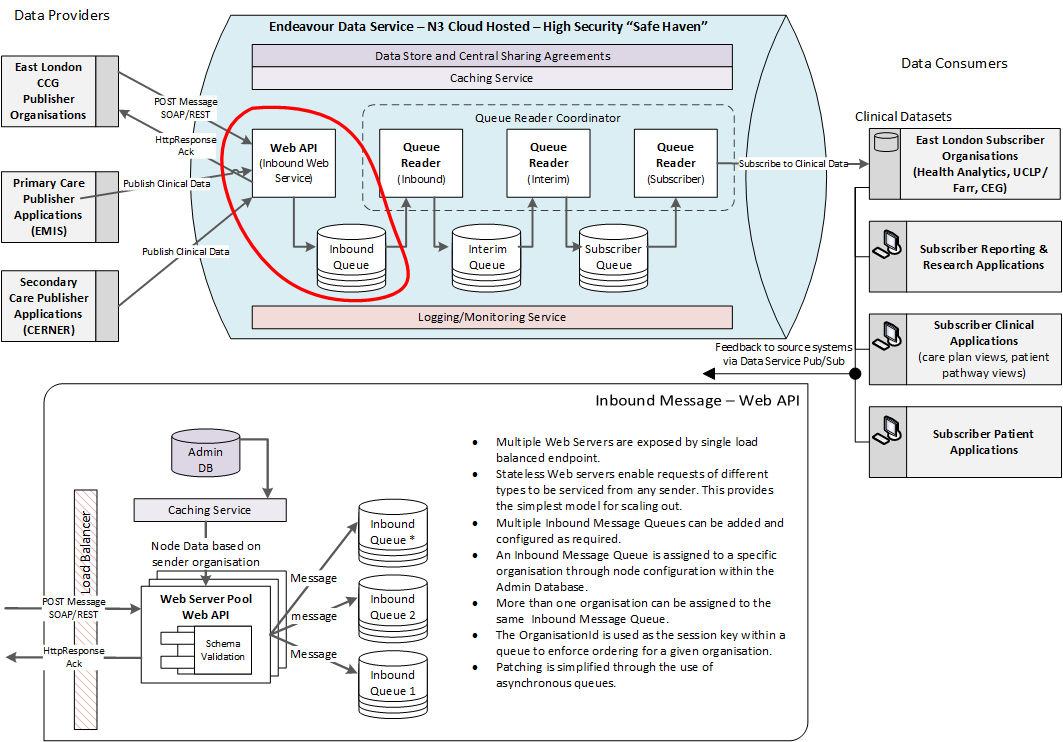 Data Providers
Endeavour Data Service – N3 Cloud Hosted – High Security “Safe Haven”
Data Store and Central Sharing Agreements
Caching Service
Data Consumers
East London
CCG
Publisher
Organisations
POST Message
SOAP/REST
HttpResponse
Ack
Primary Care
Publisher
Applications
(EMIS)
Publish Clinical Data
Secondary
Care Publisher
Applications
(CERNER)
Publish Clinical Data
Web API
(Inbound Web
Service)
Queue Reader Coordinator
Queue
Reader
(Inbound)
Queue
Reader
(Interim)
Queue
Reader
(Subscriber)
Subscribe to Clinical Data
Inbound
Queue
Interim
Queue
Subscriber
Queue
Logging/Monitoring Service
Clinical Datasets
East London Subscriber
Organisations
(Health Analytics, UCLP/
Farr, CEG)
Subscriber Reporting &
Research Applications
Subscriber Clinical
Applications
(care plan views, patient
pathway views)
Subscriber Patient
Applications
Feedback to source systems
via Data Service Pub/Sub
Inbound Message – Web API
Admin
DB
Caching Service
Node Data based on
sender organisation
Load Balancer
POST Message
SOAP/REST
HttpResponse
Ack
Web Server Pool
Web API
Schema
Validation
Message
message
Message
Inbound
Queue *
Inbound
Queue 2
Inbound
Queue 1
• Multiple Web Servers are exposed by single load
balanced endpoint.
• Stateless Web servers enable requests of different
types to be serviced from any sender. This provides
the simplest model for scaling out.
• Multiple Inbound Message Queues can be added and
configured as required.
• An Inbound Message Queue is assigned to a specific
organisation through node configuration within the
Admin Database.
• More than one organisation can be assigned to the
same Inbound Message Queue.
• The OrganisationId is used as the session key within a
queue to enforce ordering for a given organisation.
• Patching is simplified through the use of
asynchronous queues.